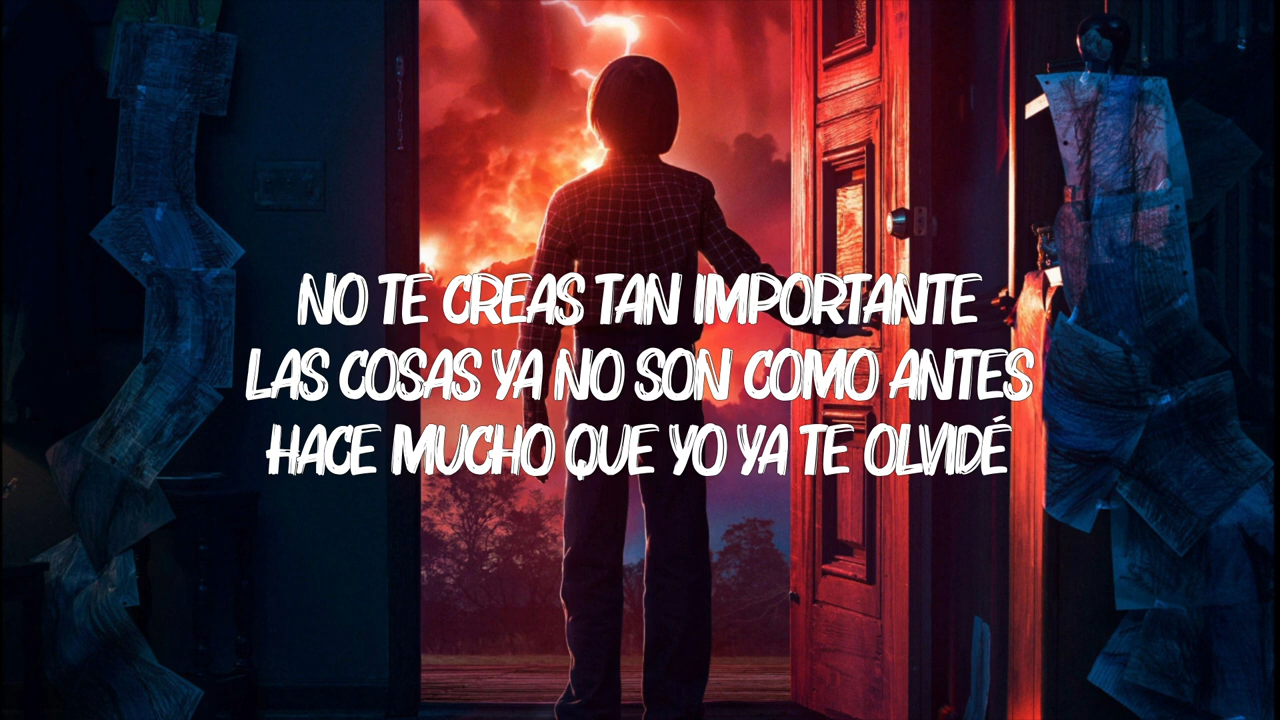 NO TE CREAS TAN IMPORTANTE
LAS COSAS YA NO SON COMO ANTES
HACE MUCHO QUE YO YA TE OLVIDÉ